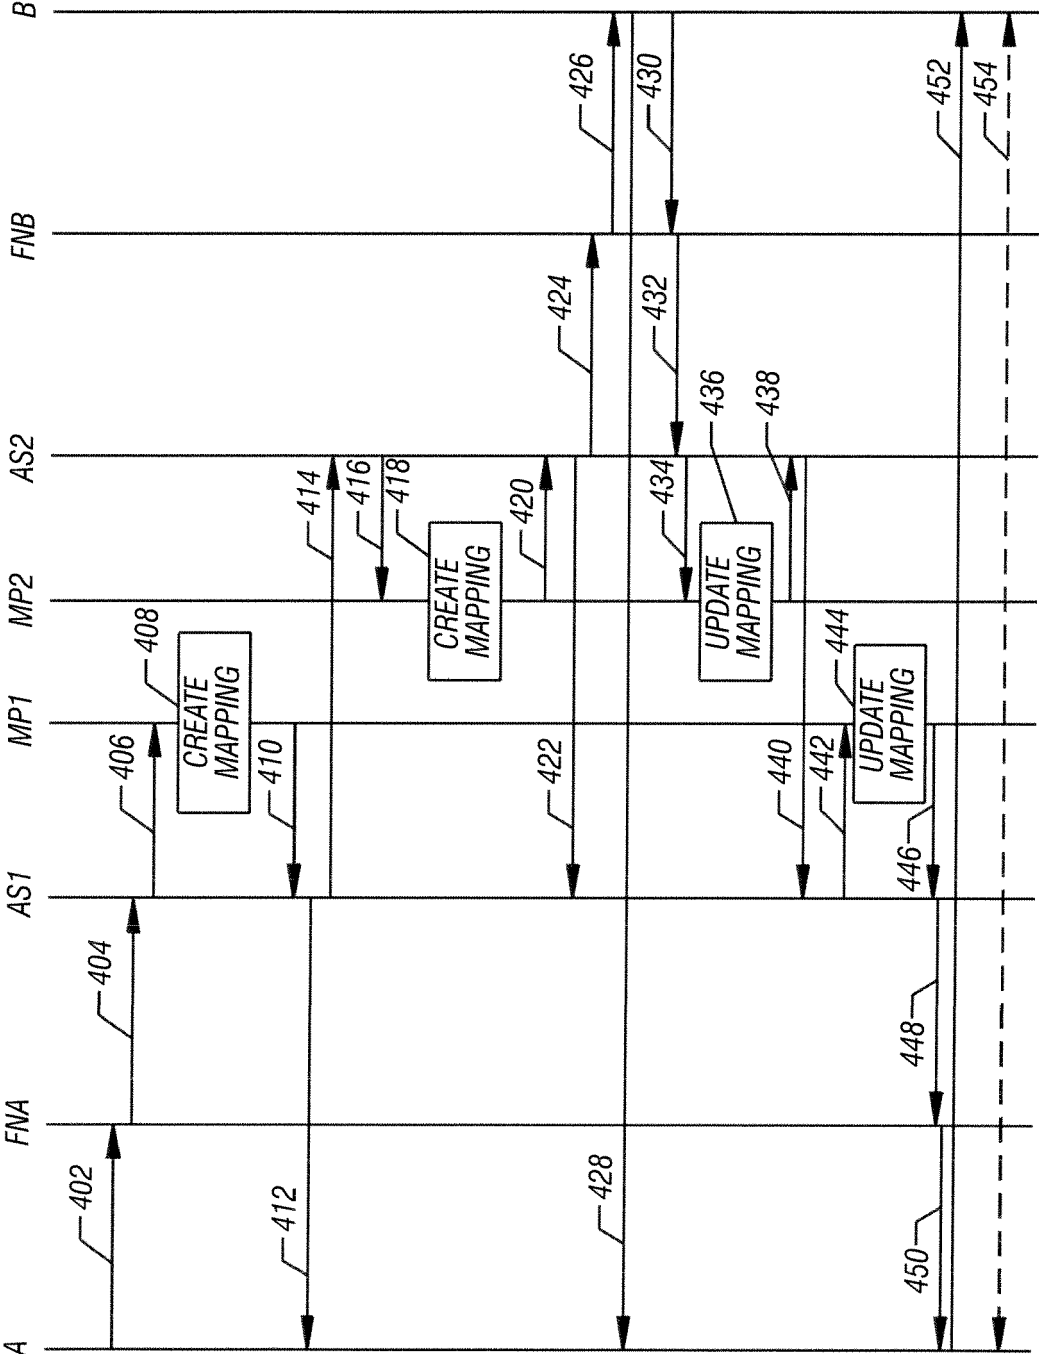 A
FNA
AS1
MP1
MP2
AS2
FNB
B
402
404
406
408
CREATE
MAPPING
410
412
414
416
418
CREATE
MAPPING
420
422
424
426
428
430
432
434
436
UPDATE
MAPPING
438
440
442
444
UPDATE
MAPPING
446
448
450
452
454